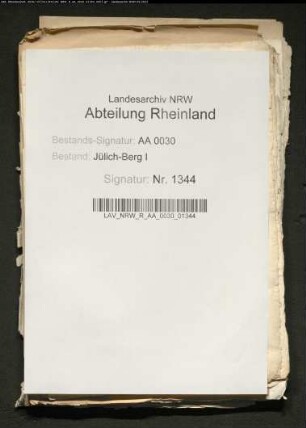 Landesarchiv NRW
Abteilung Rheinland
Bestands-Signatur: AA 0030
Bestand: Jülich-Berg I
Signatur: Nr. 1344
LAV_NRW_R_AA_0030_01344